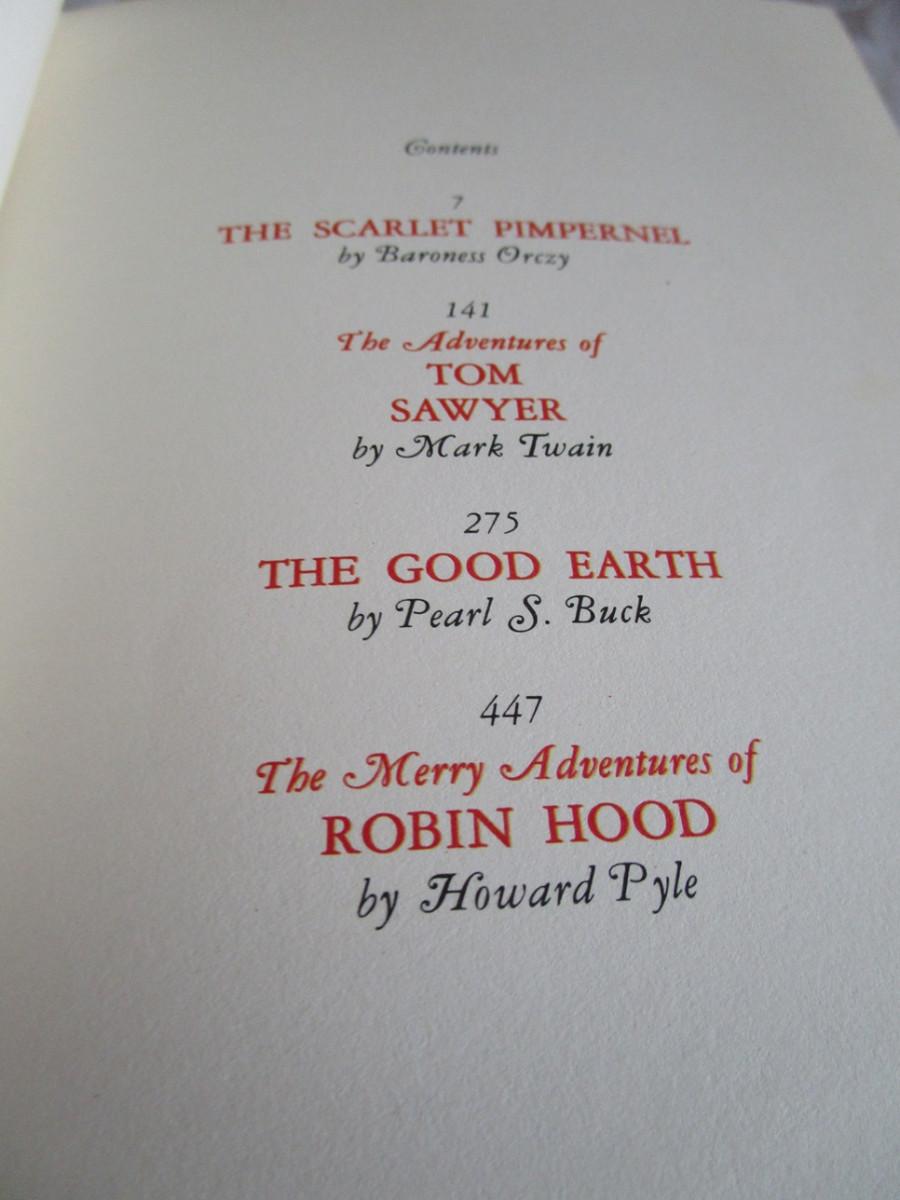 Contents
7
THE SCARLET PIMPERNEL
by Baroness Orczy
141
The Adventures of
TOM
SAWYER
by Mark Twain
275
THE GOOD EARTH
by Pearl S. Buck
447
The Merry Adventures of
ROBIN HOOD
by Howard Pyle